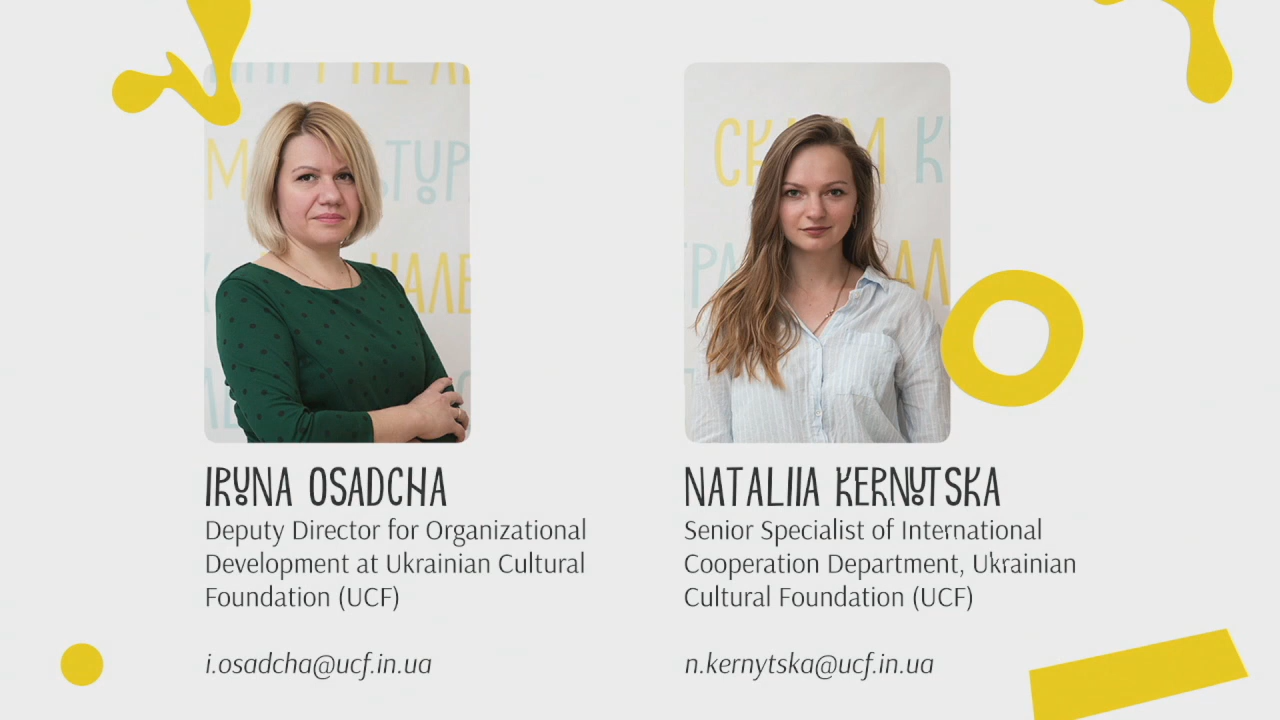 IRYNA OSADCHA
Deputy Director for Organizational
Development at Ukrainian Cultural
Foundation (UCF)
i.osadcha@ucf.in.ua
NATALIIA KERNYTSKA
Senior Specialist of International
Cooperation Department, Ukrainian
Cultural Foundation (UCF)
n.kernytska@ucf.in.ua